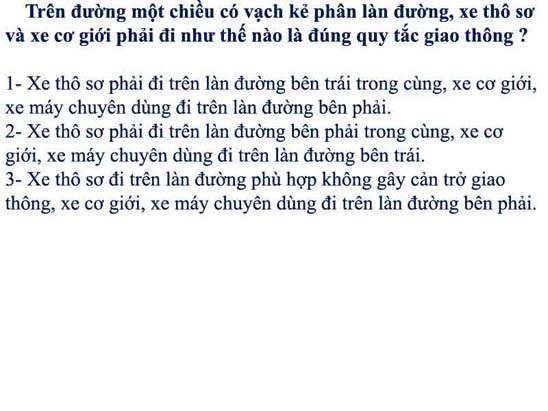 Trên đường một chiều có vạch kẻ phân làn đường, xe thô sơ
và xe cơ giới phải đi như thế nào là đúng quy tắc giao thông ?
1- Xe thô sơ phải đi trên làn đường bên trái trong cùng, xe cơ giới,
xe máy chuyên dùng đi trên làn đường bên phải.
2- Xe thô sơ phải đi trên làn đường bên phải trong cùng, xe cơ
giới, xe máy chuyên dùng đi trên làn đường bên trái.
3- Xe thô sơ đi trên làn đường phù hợp không gây cản trở giao
thông, xe cơ giới, xe máy chuyên dùng đi trên làn đường bên phải.